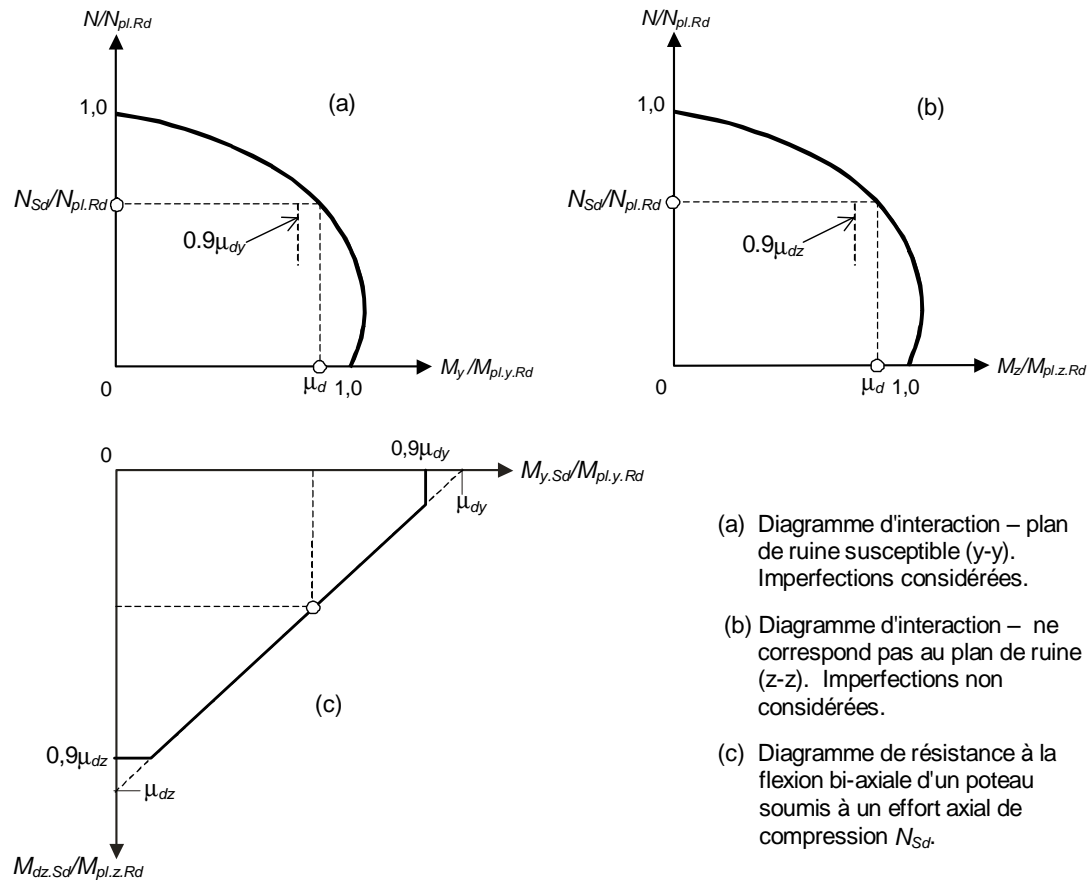 N/Npl.Rd
(a)
1,0
NSd/Npl.Rd
0.9μdy
0
μd
1,0
My/Mpl.y.Rd
N/Npl.Rd
(b)
1,0
NSd/Npl.Rd
0.9μdz
0
μd
1,0
Mz/Mpl.z.Rd
0
0,9μdy
My.Sd/Mpl.y.Rd
μdy
(c)
0,9μdz
μdz
Mdz.Sd/Mpl.z.Rd
(a) Diagramme d'interaction – plan
de ruine susceptible (y-y).
Imperfections considérées.
(b) Diagramme d'interaction – ne
correspond pas au plan de ruine
(z-z). Imperfections non
considérées.
(c) Diagramme de résistance à la
flexion bi-axiale d'un poteau
soumis à un effort axial de
compression NSd.